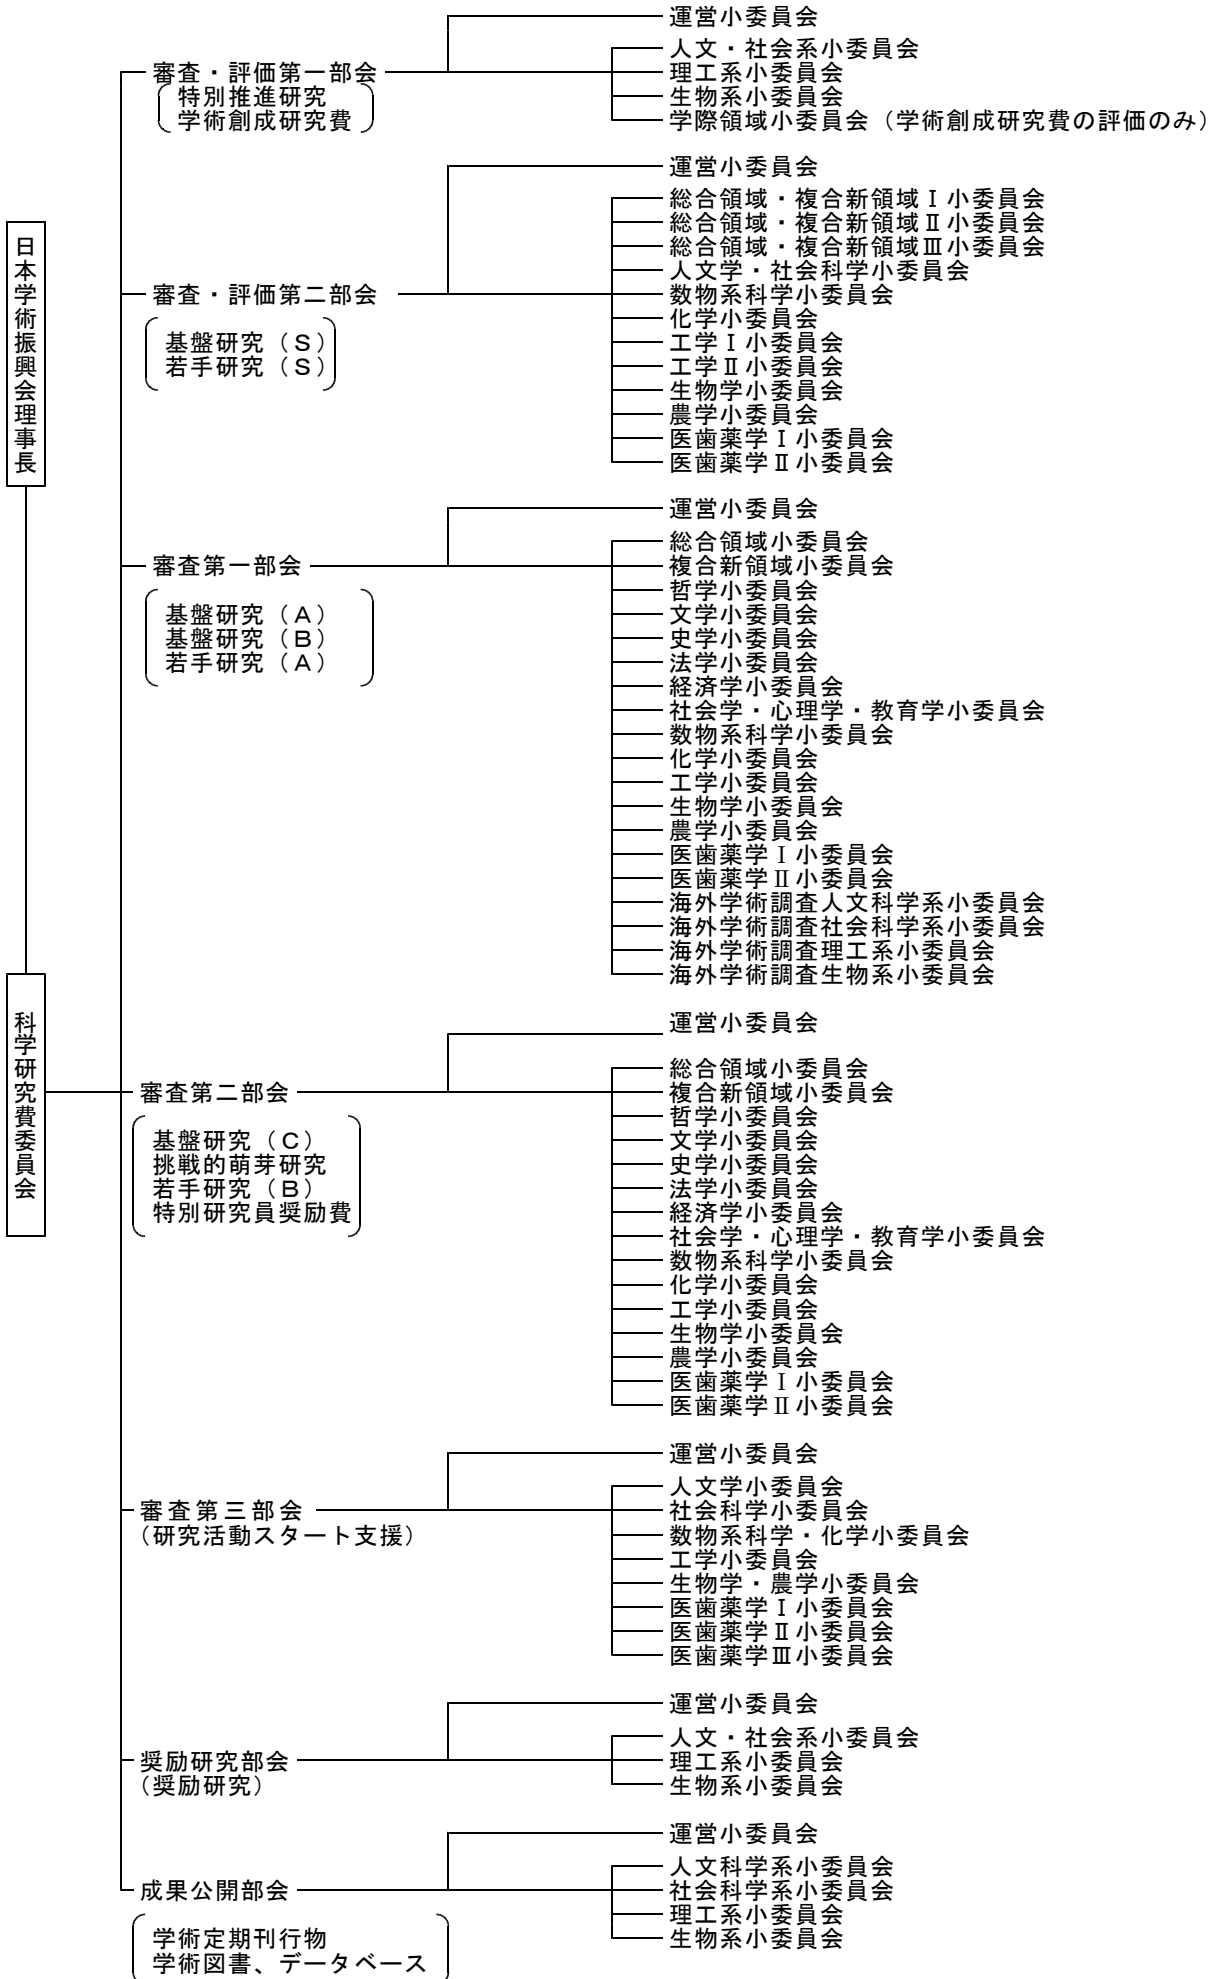 日本学術振興会理事長
科学研究費委員会
審査・評価第一部会
特別推進研究
学術創成研究費
運営小委員会
人文・社会系小委員会
理工系小委員会
生物系小委員会
学際領域小委員会（学術創成研究費の評価のみ）
審査・評価第二部会
基盤研究（Ｓ）
若手研究（Ｓ）
運営小委員会
総合領域・複合新領域Ⅰ小委員会
総合領域・複合新領域Ⅱ小委員会
総合領域・複合新領域Ⅲ小委員会
人文学・社会科学小委員会
数物系科学小委員会
化学小委員会
工学Ⅰ小委員会
工学Ⅱ小委員会
生物学小委員会
農学小委員会
医歯薬学Ⅰ小委員会
医歯薬学Ⅱ小委員会
審査第一部会
基盤研究（Ａ）
基盤研究（Ｂ）
若手研究（Ａ）
運営小委員会
総合領域小委員会
複合新領域小委員会
哲学小委員会
文学小委員会
史学小委員会
法学小委員会
経済学小委員会
社会学・心理学・教育学小委員会
数物系科学小委員会
化学小委員会
工学小委員会
生物学小委員会
農学小委員会
医歯薬学Ⅰ小委員会
医歯薬学Ⅱ小委員会
海外学術調査人文科学系小委員会
海外学術調査社会科学系小委員会
海外学術調査理工系小委員会
海外学術調査生物系小委員会
審査第二部会
基盤研究（Ｃ）
挑戦的萌芽研究
若手研究（Ｂ）
特別研究員奨励費
運営小委員会
総合領域小委員会
複合新領域小委員会
哲学小委員会
文学小委員会
史学小委員会
法学小委員会
経済学小委員会
社会学・心理学・教育学小委員会
数物系科学小委員会
化学小委員会
工学小委員会
生物学小委員会
農学小委員会
医歯薬学Ⅰ小委員会
医歯薬学Ⅱ小委員会
審査第三部会
（研究活動スタート支援）
運営小委員会
人文学小委員会
社会科学小委員会
数物系科学・化学小委員会
工学小委員会
生物学・農学小委員会
医歯薬学Ⅰ小委員会
医歯薬学Ⅱ小委員会
医歯薬学Ⅲ小委員会
奨励研究部会
（奨励研究）
運営小委員会
人文・社会系小委員会
理工系小委員会
生物系小委員会
成果公開部会
学術定期刊行物
学術図書、データベース
運営小委員会
人文科学系小委員会
社会科学系小委員会
理工系小委員会
生物系小委員会